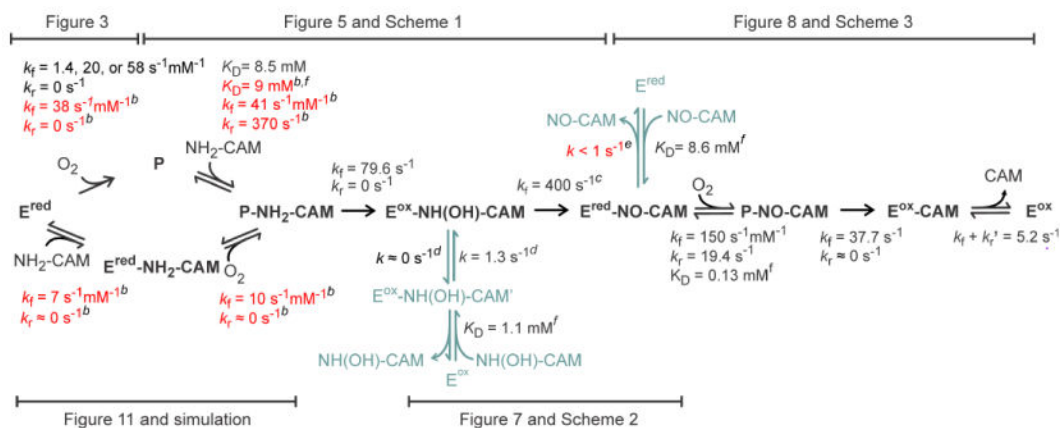 Figure 3
Figure 5 and Scheme 1
Figure 8 and Scheme 3
kf = 1.4, 20, or 58 s⁻¹mM⁻¹
kr = 0 s⁻¹
kf = 38 s⁻¹mM⁻¹ᵇ
kr = 0 s⁻¹ᵇ
KD= 8.5 mM
KD= 9 mMᵇ,ᶠ
kf = 41 s⁻¹mM⁻¹ᵇ
kr = 370 s⁻¹ᵇ
NH₂-CAM
O₂
P
kf = 79.6 s⁻¹
kr = 0 s⁻¹
kf = 400 s⁻¹ᶜ
Eʳᵉᵈ
NO-CAM
NO-CAM
k < 1 s⁻¹ᵉ
KD= 8.6 mMᶠ
O₂
CAM
Eʳᵉᵈ
P-NH₂-CAM
Eᵒˣ-NH(OH)-CAM
Eʳᵉᵈ-NO-CAM
P-NO-CAM
Eᵒˣ-CAM
Eᵒˣ
NH₂-CAM
Eʳᵉᵈ-NH₂-CAM
O₂
kf = 7 s⁻¹mM⁻¹ᵇ
kr ≈ 0 s⁻¹ᵇ
kf = 10 s⁻¹mM⁻¹ᵇ
kr ≈ 0 s⁻¹ᵇ
k ≈ 0 s⁻¹ᵈ
k = 1.3 s⁻¹ᵈ
kf = 150 s⁻¹mM⁻¹
kr = 19.4 s⁻¹
KD = 0.13 mMᶠ
kf = 37.7 s⁻¹
kr ≈ 0 s⁻¹
kf + kr' = 5.2 s⁻¹
Eᵒˣ-NH(OH)-CAM'
KD = 1.1 mMᶠ
NH(OH)-CAM
NH(OH)-CAM
Eᵒˣ
Figure 11 and simulation
Figure 7 and Scheme 2